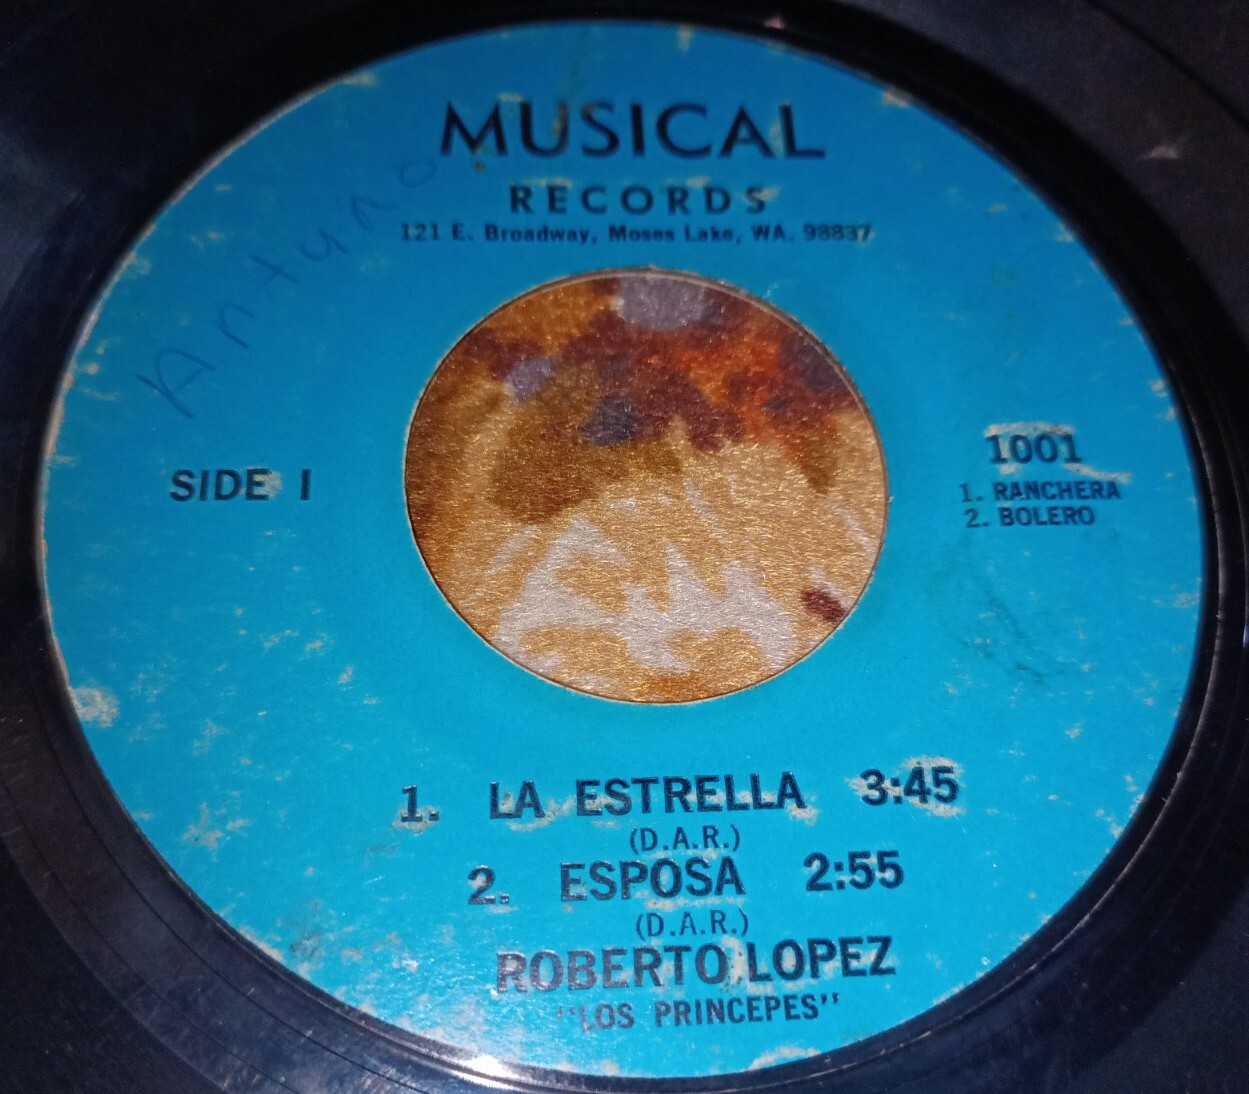 MUSICAL
RECORDS
121 E. Broadway, Moses Lake, WA. 98837
Antuno
SIDE I
1001
1. RANCHERA
2. BOLERO
1. LA ESTRELLA 3:45
(D.A.R.)
2. ESPOSA 2:55
(D.A.R.)
ROBERTO LOPEZ
"LOS PRINCEPES"